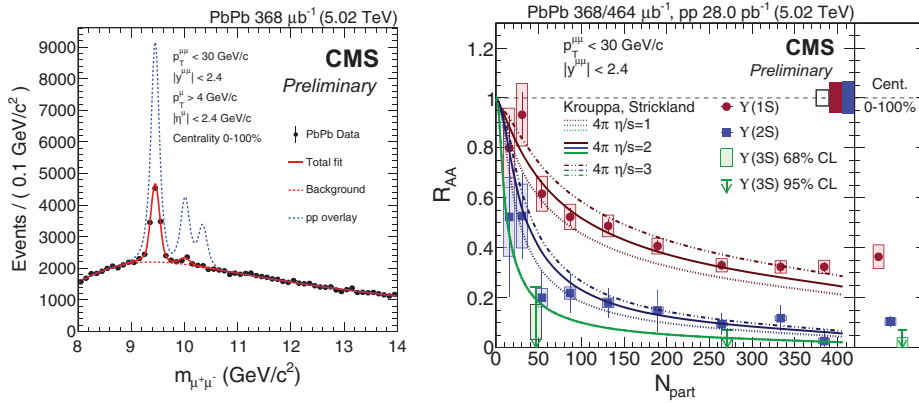 PbPb 368 μb⁻¹ (5.02 TeV)
9000
8000
7000
6000
5000
4000
3000
2000
1000
0
Events / ( 0.1 GeV/c² )
p_T^μμ < 30 GeV/c
|y^μμ| < 2.4
p_T^μ > 4 GeV/c
|η^μ| < 2.4 GeV/c
Centrality 0-100%
CMS
Preliminary
PbPb Data
Total fit
Background
pp overlay
8 9 10 11 12 13 14
m_μ⁺μ⁻ (GeV/c²)
PbPb 368/464 μb⁻¹, pp 28.0 pb⁻¹ (5.02 TeV)
1.2
1
0.8
0.6
0.4
0.2
0
R_AA
p_T^μμ < 30 GeV/c
|y^μμ| < 2.4
CMS
Preliminary
Krouppa, Strickland
4π η/s=1
4π η/s=2
4π η/s=3
Υ(1S)
Υ(2S)
Υ(3S) 68% CL
Υ(3S) 95% CL
Cent.
0-100%
0 50 100 150 200 250 300 350 400
N_part